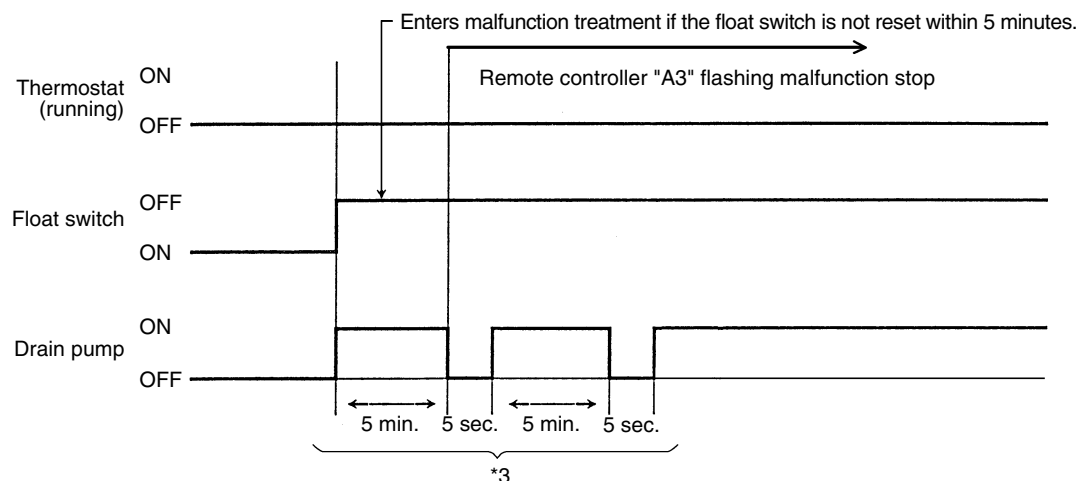 Enters malfunction treatment if the float switch is not reset within 5 minutes.
Remote controller "A3" flashing malfunction stop
Thermostat
(running)
ON
OFF
Float switch
OFF
ON
Drain pump
ON
OFF
5 min. 5 sec. 5 min. 5 sec.
*3